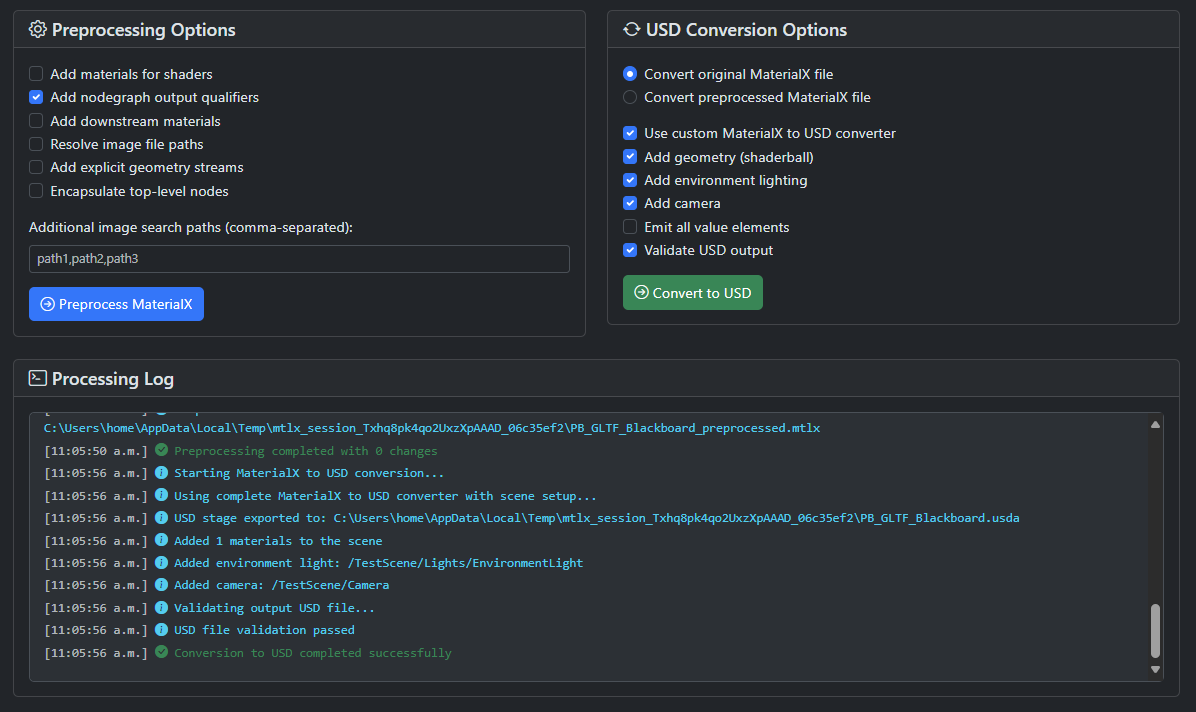 Preprocessing Options
Add materials for shaders
Add nodegraph output qualifiers
Add downstream materials
Resolve image file paths
Add explicit geometry streams
Encapsulate top-level nodes
Additional image search paths (comma-separated):
path1,path2,path3
Preprocess MaterialX
USD Conversion Options
Convert original MaterialX file
Convert preprocessed MaterialX file
Use custom MaterialX to USD converter
Add geometry (shaderball)
Add environment lighting
Add camera
Emit all value elements
Validate USD output
Convert to USD
Processing Log
C:\Users\home\AppData\Local\Temp\mtlx_session_Txhq8pk4qo2UxzXpAAAD_06c35ef2\PB_GLTF_Blackboard_preprocessed.mtlx
[11:05:50 a.m.] Preprocessing completed with 0 changes
[11:05:56 a.m.] Starting MaterialX to USD conversion...
[11:05:56 a.m.] Using complete MaterialX to USD converter with scene setup...
[11:05:56 a.m.] USD stage exported to: C:\Users\home\AppData\Local\Temp\mtlx_session_Txhq8pk4qo2UxzXpAAAD_06c35ef2\PB_GLTF_Blackboard.usda
[11:05:56 a.m.] Added 1 materials to the scene
[11:05:56 a.m.] Added environment light: /TestScene/Lights/EnvironmentLight
[11:05:56 a.m.] Added camera: /TestScene/Camera
[11:05:56 a.m.] Validating output USD file...
[11:05:56 a.m.] USD file validation passed
[11:05:56 a.m.] Conversion to USD completed successfully